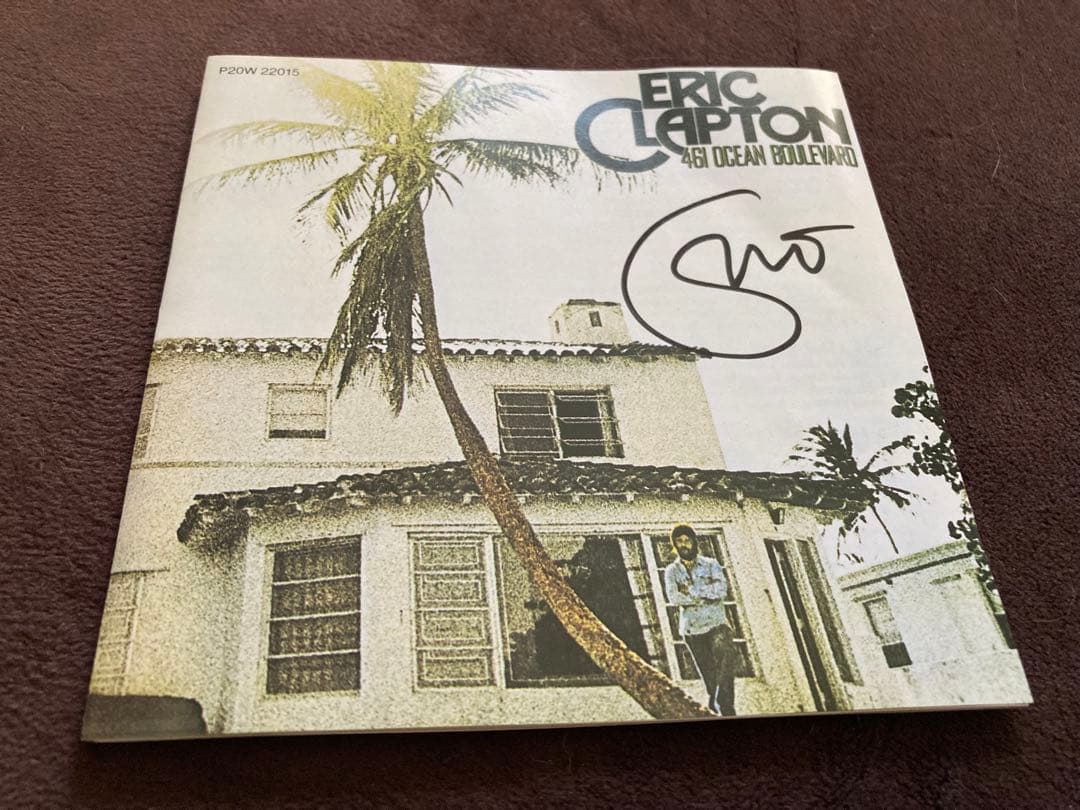 P20W 22015
ERIC
CLAPTON
461 OCEAN BOULEVARD